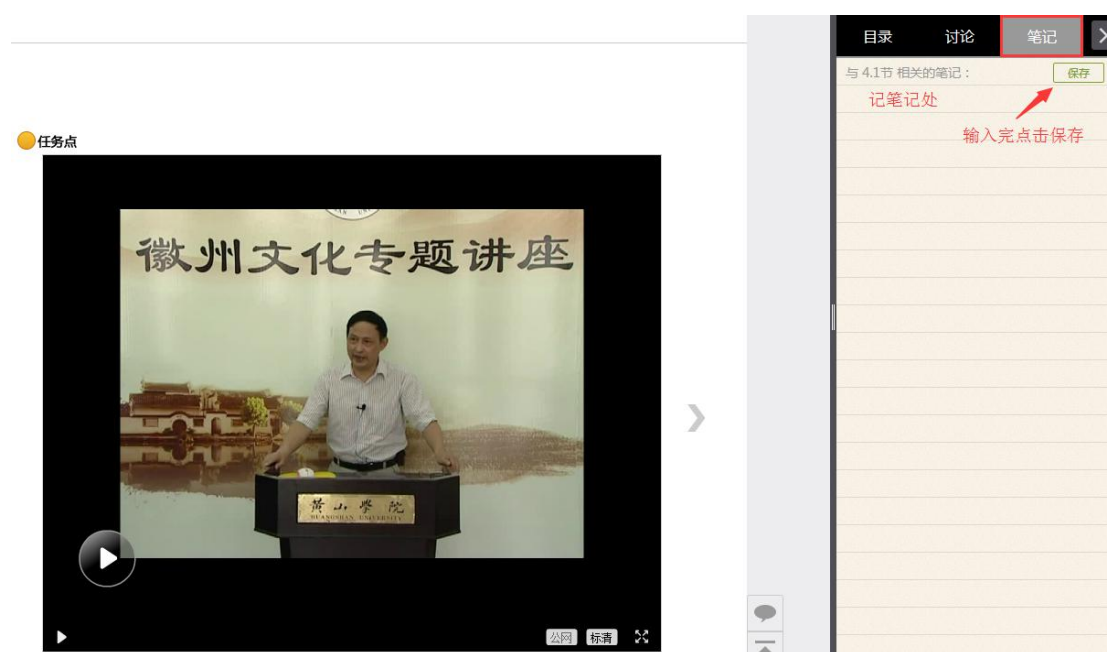 目录
讨论
笔记
与 4.1节 相关的笔记：
保存
记笔记处
输入完点击保存
任务点
徽州文化专题讲座
黄山学院
HUANGSHAN UNIVERSITY
公网
标清